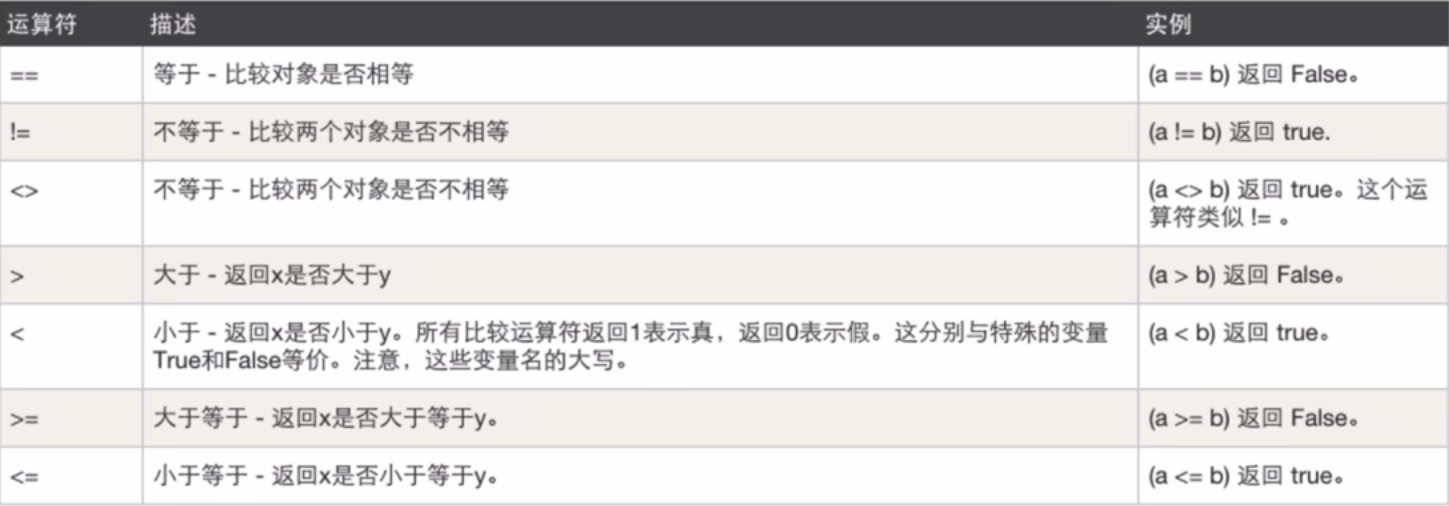 运算符 描述 实例
== 等于 - 比较对象是否相等 (a == b) 返回 False。
!= 不等于 - 比较两个对象是否不相等 (a != b) 返回 true.
<> 不等于 - 比较两个对象是否不相等 (a <> b) 返回 true。这个运
算符类似 != 。
> 大于 - 返回x是否大于y (a > b) 返回 False。
< 小于 - 返回x是否小于y。所有比较运算符返回1表示真，返回0表示假。这分别与特殊的变量 (a < b) 返回 true。
True和False等价。注意，这些变量名的大写。
>= 大于等于 - 返回x是否大于等于y。 (a >= b) 返回 False。
<= 小于等于 - 返回x是否小于等于y。 (a <= b) 返回 true。